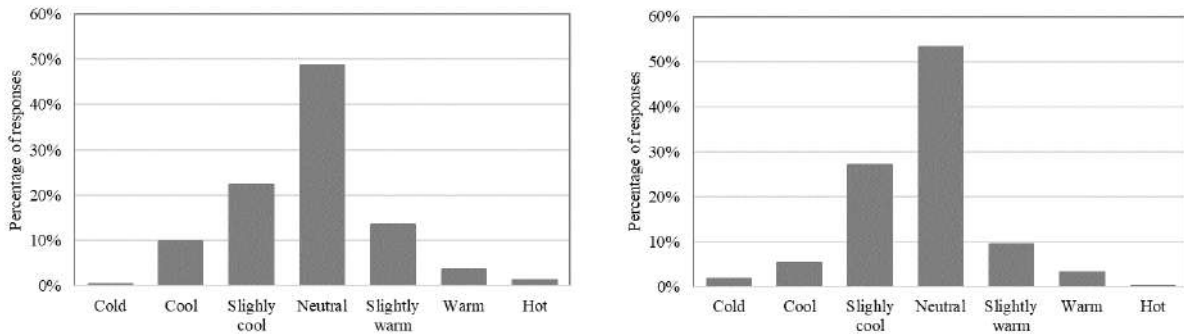 60%
50%
40%
30%
20%
10%
0%
Percentage of responses
Cold
Cool
Slighly
cool
Neutral
Slightly
warm
Warm
Hot
60%
50%
40%
30%
20%
10%
0%
Percentage of responses
Cold
Cool
Slighly
cool
Neutral
Slightly
warm
Warm
Hot